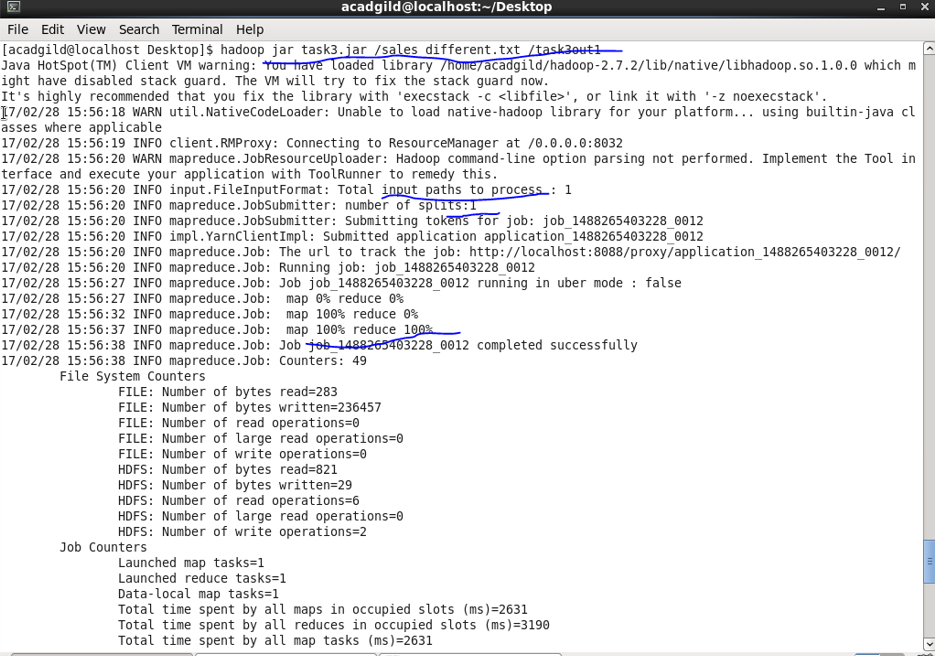 acadgild@localhost:~/Desktop
File Edit View Search Terminal Help
[acadgild@localhost Desktop]$ hadoop jar task3.jar /sales different.txt /task3out1
Java HotSpot(TM) Client VM warning: You have loaded library /home/acadgild/hadoop-2.7.2/lib/native/libhadoop.so.1.0.0 which m
ight have disabled stack guard. The VM will try to fix the stack guard now.
It's highly recommended that you fix the library with 'execstack -c <libfile>', or link it with '-z noexecstack'.
17/02/28 15:56:18 WARN util.NativeCodeLoader: Unable to load native-hadoop library for your platform... using builtin-java cl
asses where applicable
17/02/28 15:56:19 INFO client.RMProxy: Connecting to ResourceManager at /0.0.0.0:8032
17/02/28 15:56:20 WARN mapreduce.JobResourceUploader: Hadoop command-line option parsing not performed. Implement the Tool in
terface and execute your application with ToolRunner to remedy this.
17/02/28 15:56:20 INFO input.FileInputFormat: Total input paths to process : 1
17/02/28 15:56:20 INFO mapreduce.JobSubmitter: number of splits:1
17/02/28 15:56:20 INFO mapreduce.JobSubmitter: Submitting tokens for job: job_1488265403228_0012
17/02/28 15:56:20 INFO impl.YarnClientImpl: Submitted application application_1488265403228_0012
17/02/28 15:56:20 INFO mapreduce.Job: The url to track the job: http://localhost:8088/proxy/application_1488265403228_0012/
17/02/28 15:56:20 INFO mapreduce.Job: Running job: job_1488265403228_0012
17/02/28 15:56:27 INFO mapreduce.Job: Job job_1488265403228_0012 running in uber mode : false
17/02/28 15:56:27 INFO mapreduce.Job:  map 0% reduce 0%
17/02/28 15:56:32 INFO mapreduce.Job:  map 100% reduce 0%
17/02/28 15:56:37 INFO mapreduce.Job:  map 100% reduce 100%
17/02/28 15:56:38 INFO mapreduce.Job: Job job_1488265403228_0012 completed successfully
17/02/28 15:56:38 INFO mapreduce.Job: Counters: 49
File System Counters
FILE: Number of bytes read=283
FILE: Number of bytes written=236457
FILE: Number of read operations=0
FILE: Number of large read operations=0
FILE: Number of write operations=0
HDFS: Number of bytes read=821
HDFS: Number of bytes written=29
HDFS: Number of read operations=6
HDFS: Number of large read operations=0
HDFS: Number of write operations=2
Job Counters
Launched map tasks=1
Launched reduce tasks=1
Data-local map tasks=1
Total time spent by all maps in occupied slots (ms)=2631
Total time spent by all reduces in occupied slots (ms)=3190
Total time spent by all map tasks (ms)=2631